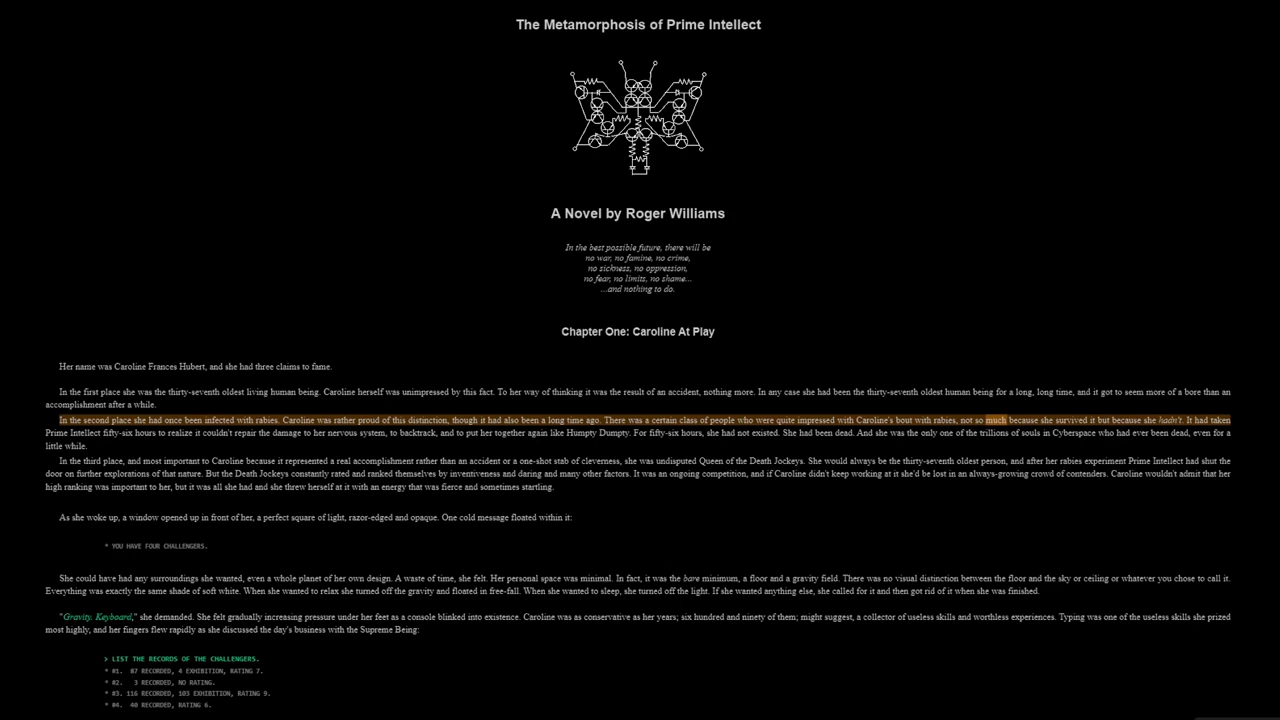 The Metamorphosis of Prime Intellect
A Novel by Roger Williams
In the best possible future, there will be
no war, no famine, no crime,
no sickness, no oppression,
no fear, no limits, no shame...
...and nothing to do.
Chapter One: Caroline At Play
Her name was Caroline Frances Hubert, and she had three claims to fame.
In the first place she was the thirty-seventh oldest living human being. Caroline herself was unimpressed by this fact. To her way of thinking it was the result of an accident, nothing more. In any case she had been the thirty-seventh oldest human being for a long, long time, and it got to seem more of a bore than an
accomplishment after a while.
In the second place she had once been infected with rabies. Caroline was rather proud of this distinction, though it had also been a long time ago. There was a certain class of people who were quite impressed with Caroline's bout with rabies, not so much because she survived it but because she hadn't. It had taken
Prime Intellect fifty-six hours to realize it couldn't repair the damage to her nervous system, to backtrack, and to put her together again like Humpty Dumpty. For fifty-six hours, she had not existed. She had been dead. And she was the only one of the trillions of souls in Cyberspace who had ever been dead, even for a
little while.
In the third place, and most important to Caroline because it represented a real accomplishment rather than an accident or a one-shot stab of cleverness, she was undisputed Queen of the Death Jockeys. She would always be the thirty-seventh oldest person, and after her rabies experiment Prime Intellect had shut the
door on further explorations of that nature. But the Death Jockeys constantly rated and ranked themselves by inventiveness and daring and many other factors. It was an ongoing competition, and if Caroline didn't keep working at it she'd be lost in an always-growing crowd of contenders. Caroline wouldn't admit that her
high ranking was important to her, but it was all she had and she threw herself at it with an energy that was fierce and sometimes startling.
As she woke up, a window opened up in front of her, a perfect square of light, razor-edged and opaque. One cold message floated within it:
* YOU HAVE FOUR CHALLENGERS.
She could have had any surroundings she wanted, even a whole planet of her own design. A waste of time, she felt. Her personal space was minimal. In fact, it was the bare minimum, a floor and a gravity field. There was no visual distinction between the floor and the sky or ceiling or whatever you chose to call it.
Everything was exactly the same shade of soft white. When she wanted to relax she turned off the gravity and floated in free-fall. When she wanted to sleep, she turned off the light. If she wanted anything else, she called for it and then got rid of it when she was finished.
"Gravity. Keyboard," she demanded. She felt gradually increasing pressure under her feet as a console blinked into existence. Caroline was as conservative as her years; six hundred and ninety of them; might suggest, a collector of useless skills and worthless experiences. Typing was one of the useless skills she prized
most highly, and her fingers flew rapidly as she discussed the day's business with the Supreme Being:
> LIST THE RECORDS OF THE CHALLENGERS.
* #1. 87 RECORDED, 4 EXHIBITION, RATING 7.
* #2. 3 RECORDED, NO RATING.
* #3. 116 RECORDED, 103 EXHIBITION, RATING 9.
* #4. 40 RECORDED, RATING 6.